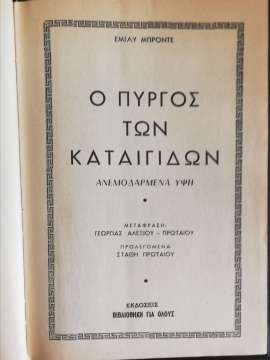 ΕΜΙΛΥ ΜΠΡΟΝΤΕ
Ο ΠΥΡΓΟΣ
ΤΩΝ
ΚΑΤΑΙΓΙΔΩΝ
ΑΝΕΜΟΔΑΡΜΕΝΑ ΥΨΗ
ΜΕΤΑΦΡΑΣΗ:
ΓΕΩΡΓΙΑΣ ΑΛΕΞΙΟΥ - ΠΡΩΤΑΙΟΥ
ΠΡΟΛΕΓΟΜΕΝΑ
ΣΤΑΘΗ ΠΡΩΤΑΙΟΥ
ΕΚΔΟΣΕΙΣ
ΒΙΒΛΙΟΘΗΚΗ ΓΙΑ ΟΛΟΥΣ